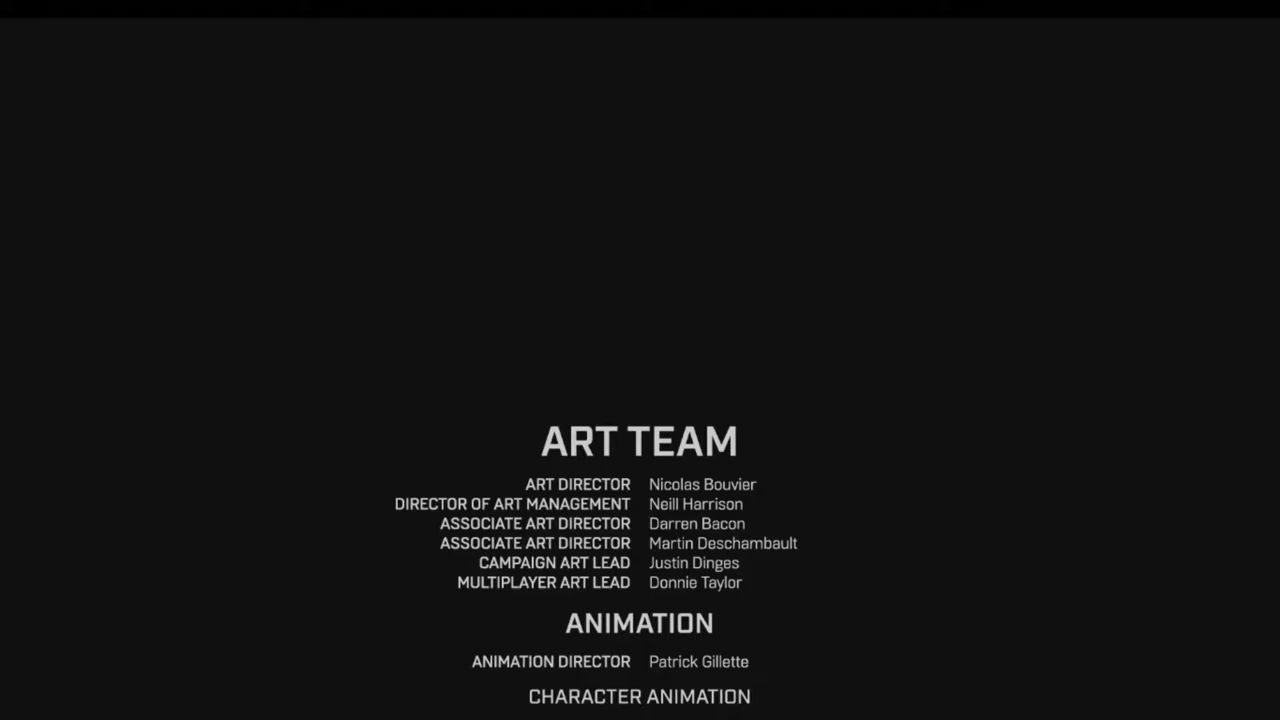 ART TEAM
ART DIRECTOR Nicolas Bouvier
DIRECTOR OF ART MANAGEMENT Neill Harrison
ASSOCIATE ART DIRECTOR Darren Bacon
ASSOCIATE ART DIRECTOR Martin Deschambault
CAMPAIGN ART LEAD Justin Dinges
MULTIPLAYER ART LEAD Donnie Taylor
ANIMATION
ANIMATION DIRECTOR Patrick Gillette
CHARACTER ANIMATION